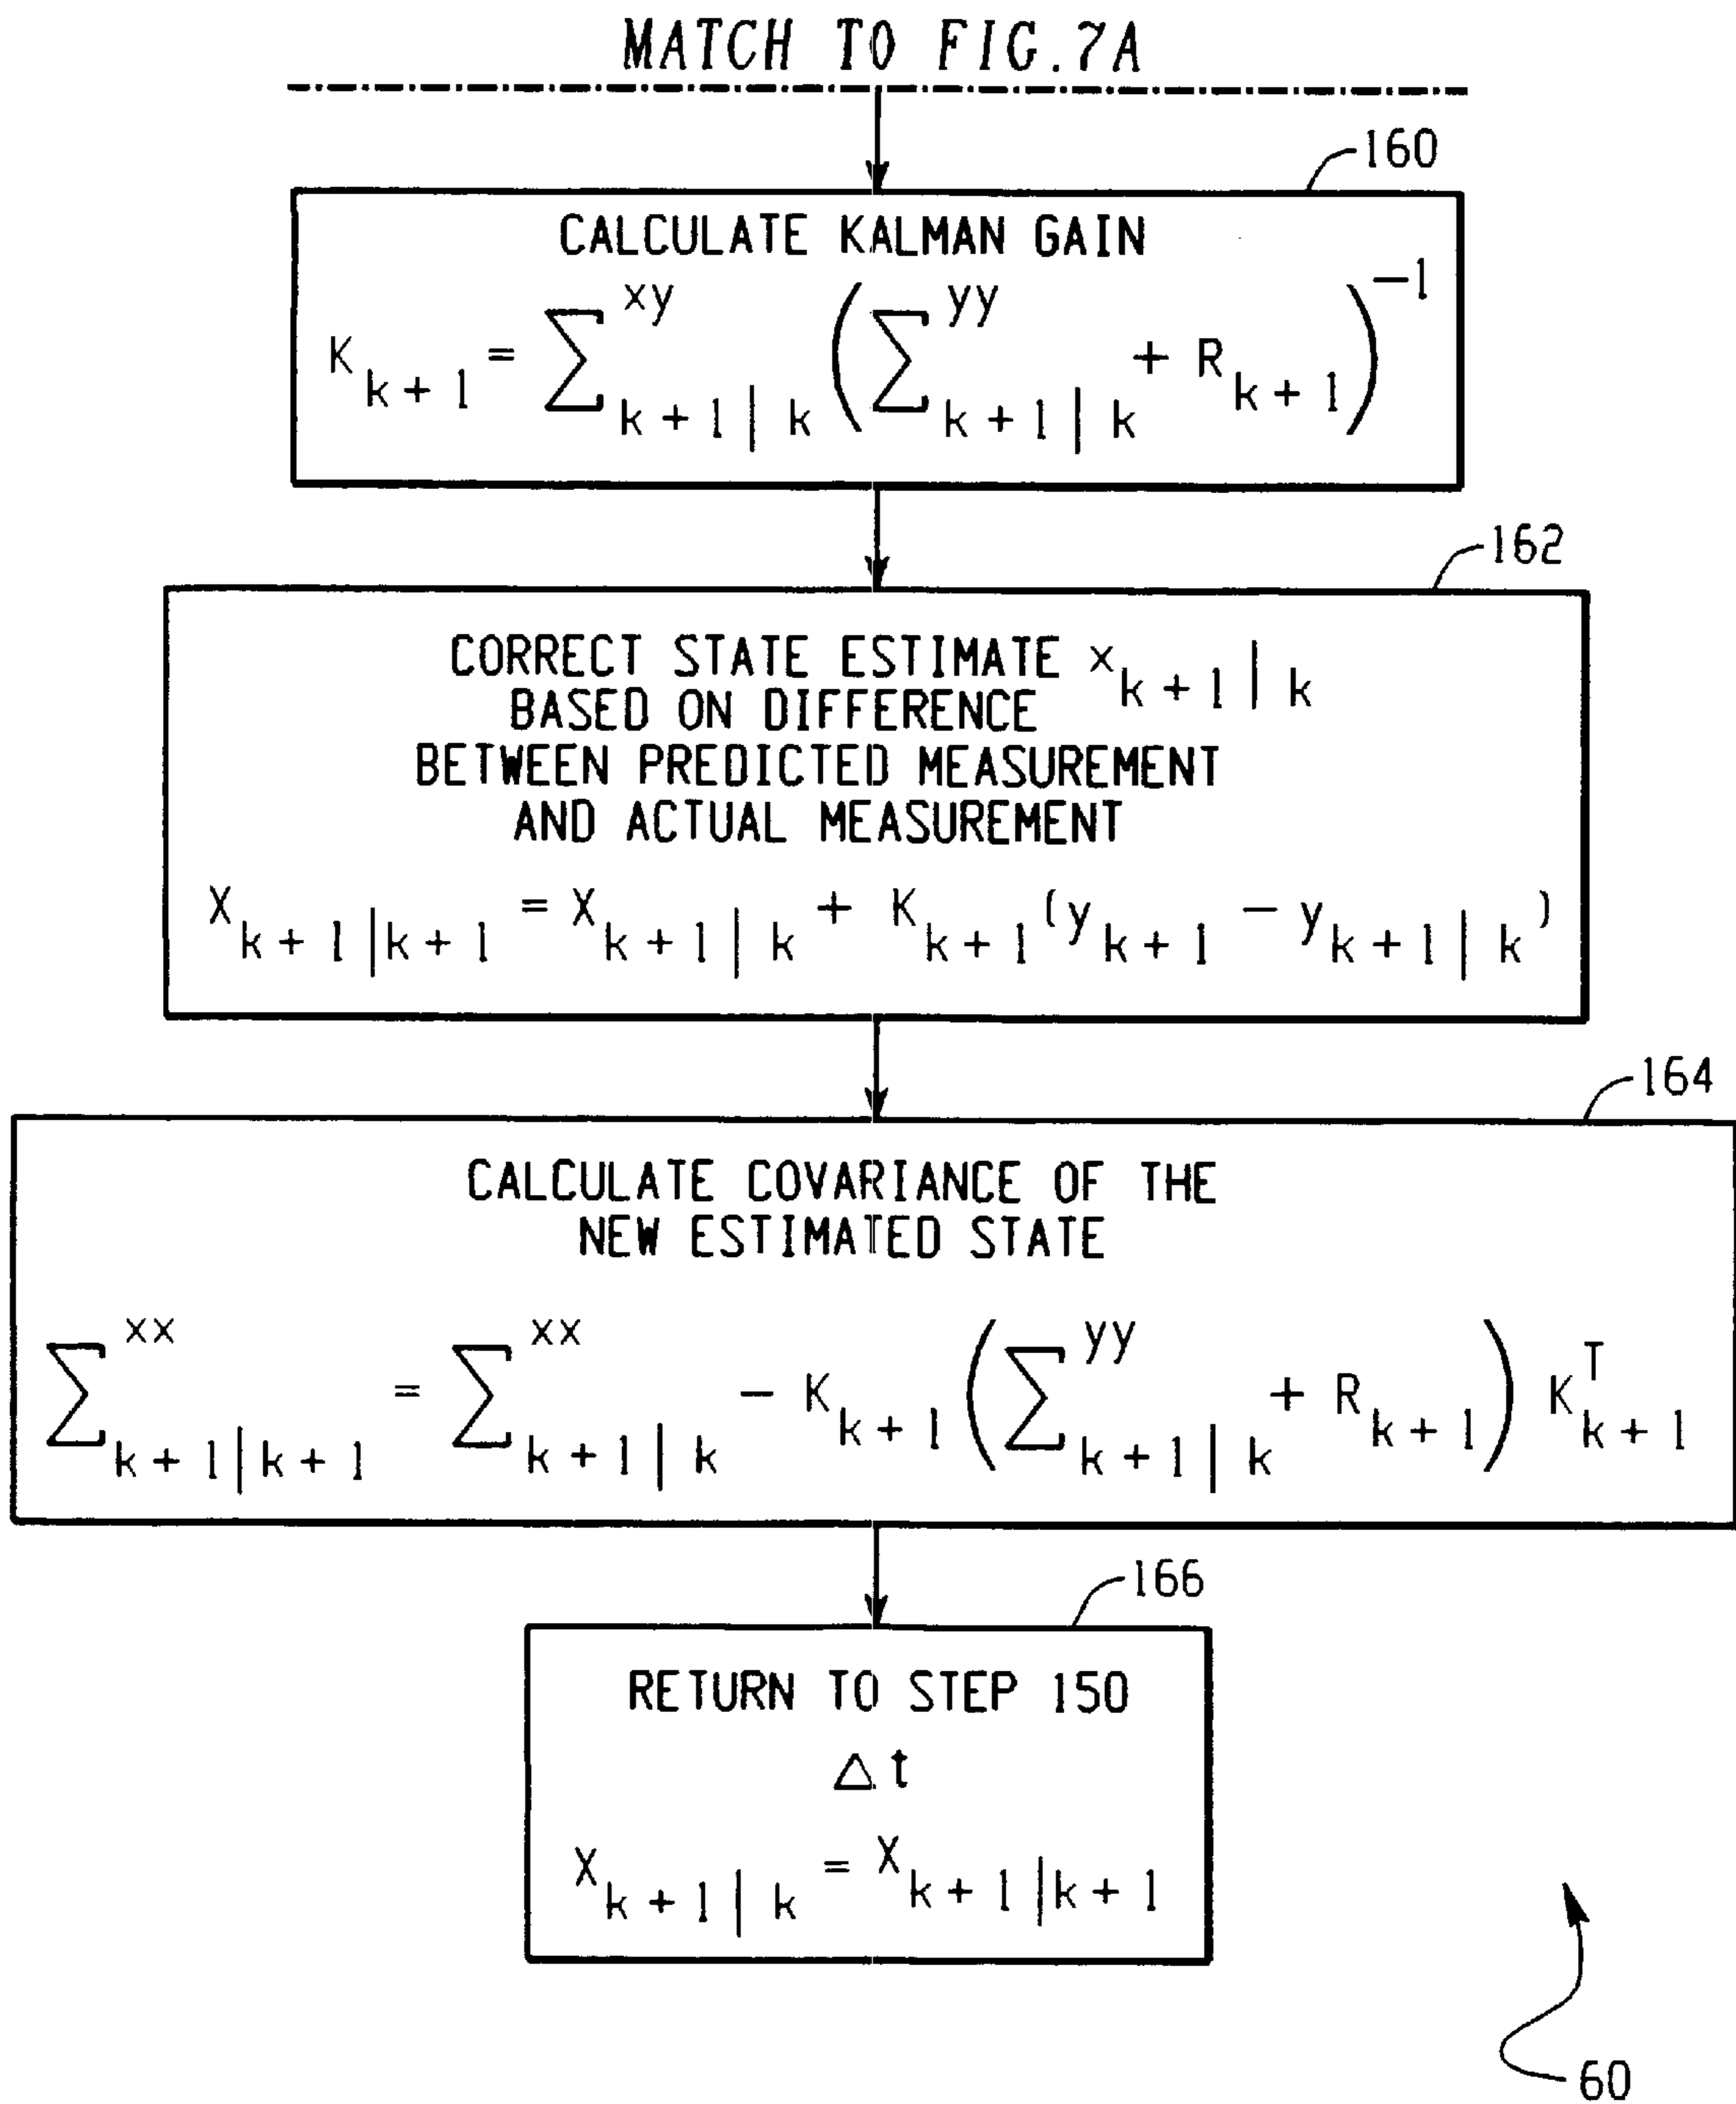 MATCH TO FIG.7A
160
CALCULATE KALMAN GAIN
K_{k+1} = ∑^{xy}_{k+1|k} (∑^{yy}_{k+1|k} + R_{k+1})^{-1}
162
CORRECT STATE ESTIMATE x_{k+1|k}
BASED ON DIFFERENCE
BETWEEN PREDICTED MEASUREMENT
AND ACTUAL MEASUREMENT
X_{k+1|k+1} = X_{k+1|k} + K_{k+1} (y_{k+1} - y_{k+1|k})
164
CALCULATE COVARIANCE OF THE
NEW ESTIMATED STATE
∑^{xx}_{k+1|k+1} = ∑^{xx}_{k+1|k} - K_{k+1} (∑^{yy}_{k+1|k} + R_{k+1}) K^{T}_{k+1}
166
RETURN TO STEP 150
Δt
X_{k+1|k} = X_{k+1|k+1}
60